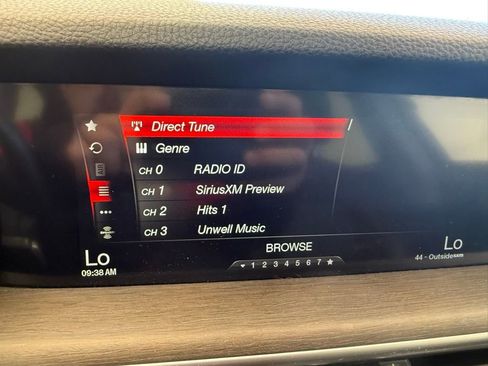 Direct Tune
Genre
CH 0 RADIO ID
CH 1 SiriusXM Preview
CH 2 Hits 1
CH 3 Unwell Music
Lo
BROWSE
Lo
09:38 AM
1 2 3 4 5 6 7
44 - Outside sxm